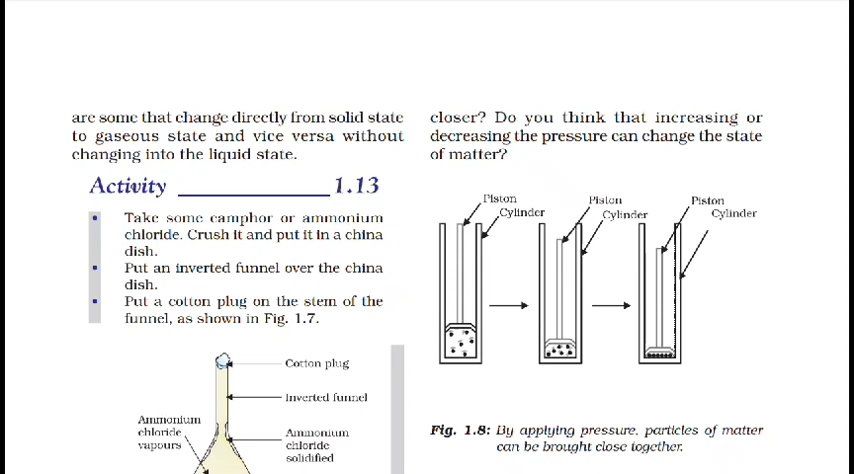 are some that change directly from solid state
to gaseous state and vice versa without
changing into the liquid state.
Activity 1.13
• Take some camphor or ammonium
chloride. Crush it and put it in a china
dish.
• Put an inverted funnel over the china
dish.
• Put a cotton plug on the stem of the
funnel, as shown in Fig. 1.7.
Cotton plug
Inverted funnel
Ammonium
chloride
vapours
Ammonium
chloride
solidified
closer? Do you think that increasing or
decreasing the pressure can change the state
of matter?
Piston
Cylinder
Piston
Cylinder
Piston
Cylinder
Fig. 1.8: By applying pressure, particles of matter
can be brought close together.